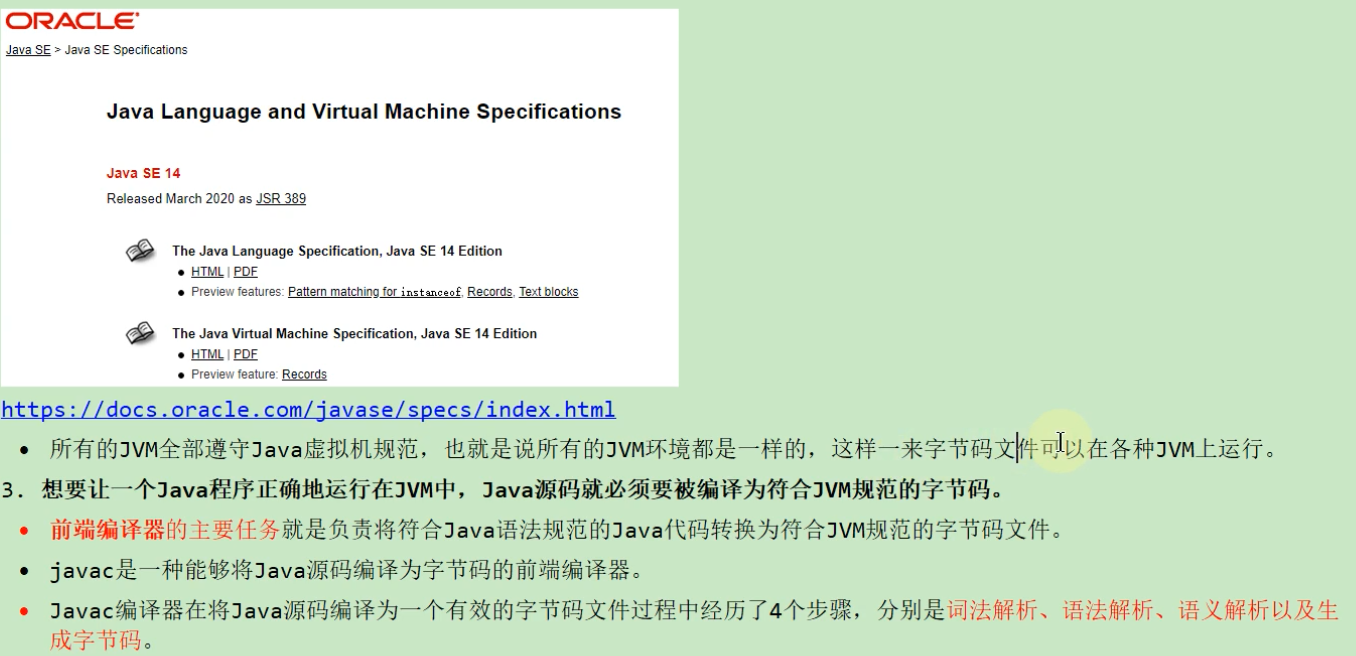 ORACLE
Java SE > Java SE Specifications
Java Language and Virtual Machine Specifications
Java SE 14
Released March 2020 as JSR 389
The Java Language Specification, Java SE 14 Edition
• HTML | PDF
• Preview features: Pattern matching for instanceof, Records, Text blocks
The Java Virtual Machine Specification, Java SE 14 Edition
• HTML | PDF
• Preview feature: Records
https://docs.oracle.com/javase/specs/index.html
• 所有的JVM全部遵守Java虚拟机规范，也就是说所有的JVM环境都是一样的，这样一来字节码文件可以在各种JVM上运行。
3. 想要让一个Java程序正确地运行在JVM中，Java源码就必须要被编译为符合JVM规范的字节码。
• 前端编译器的主要任务就是负责将符合Java语法规范的Java代码转换为符合JVM规范的字节码文件。
• javac是一种能够将Java源码编译为字节码的前端编译器。
• Javac编译器在将Java源码编译为一个有效的字节码文件过程中经历了4个步骤，分别是词法解析、语法解析、语义解析以及生
成字节码。